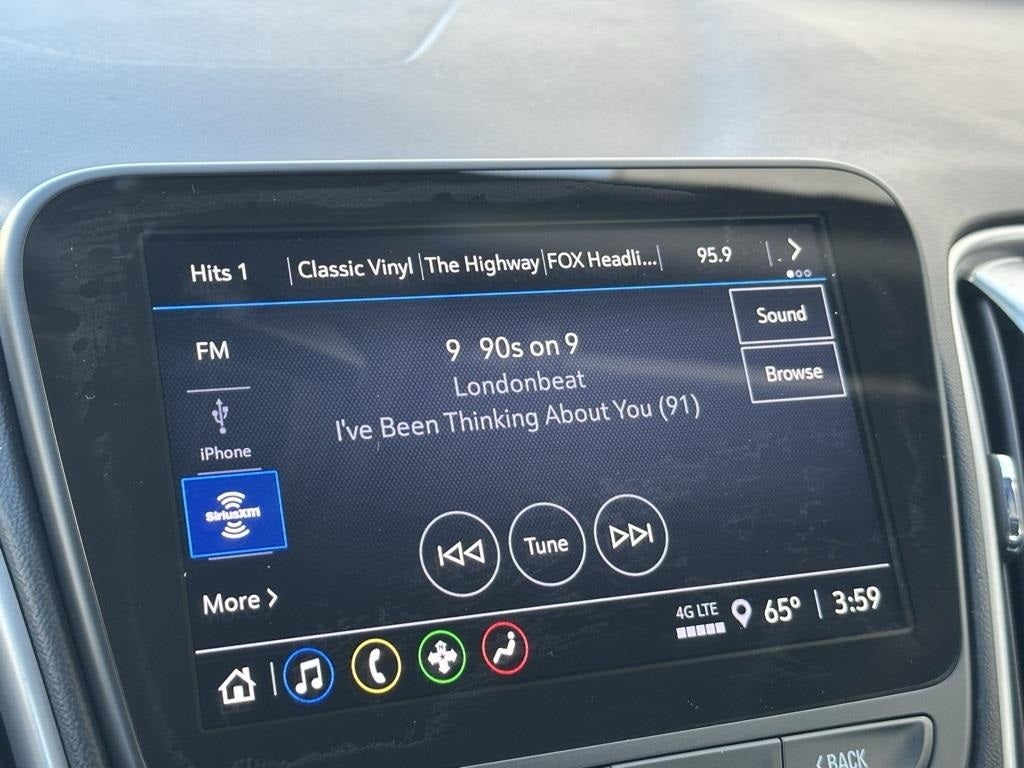 Hits 1 Classic Vinyl The Highway FOX Headli... 95.9
Sound
FM
9 90s on 9
Browse
Londonbeat
I've Been Thinking About You (91)
iPhone
SiriusXM
Tune
More >
4G LTE 65° 3:59
BACK